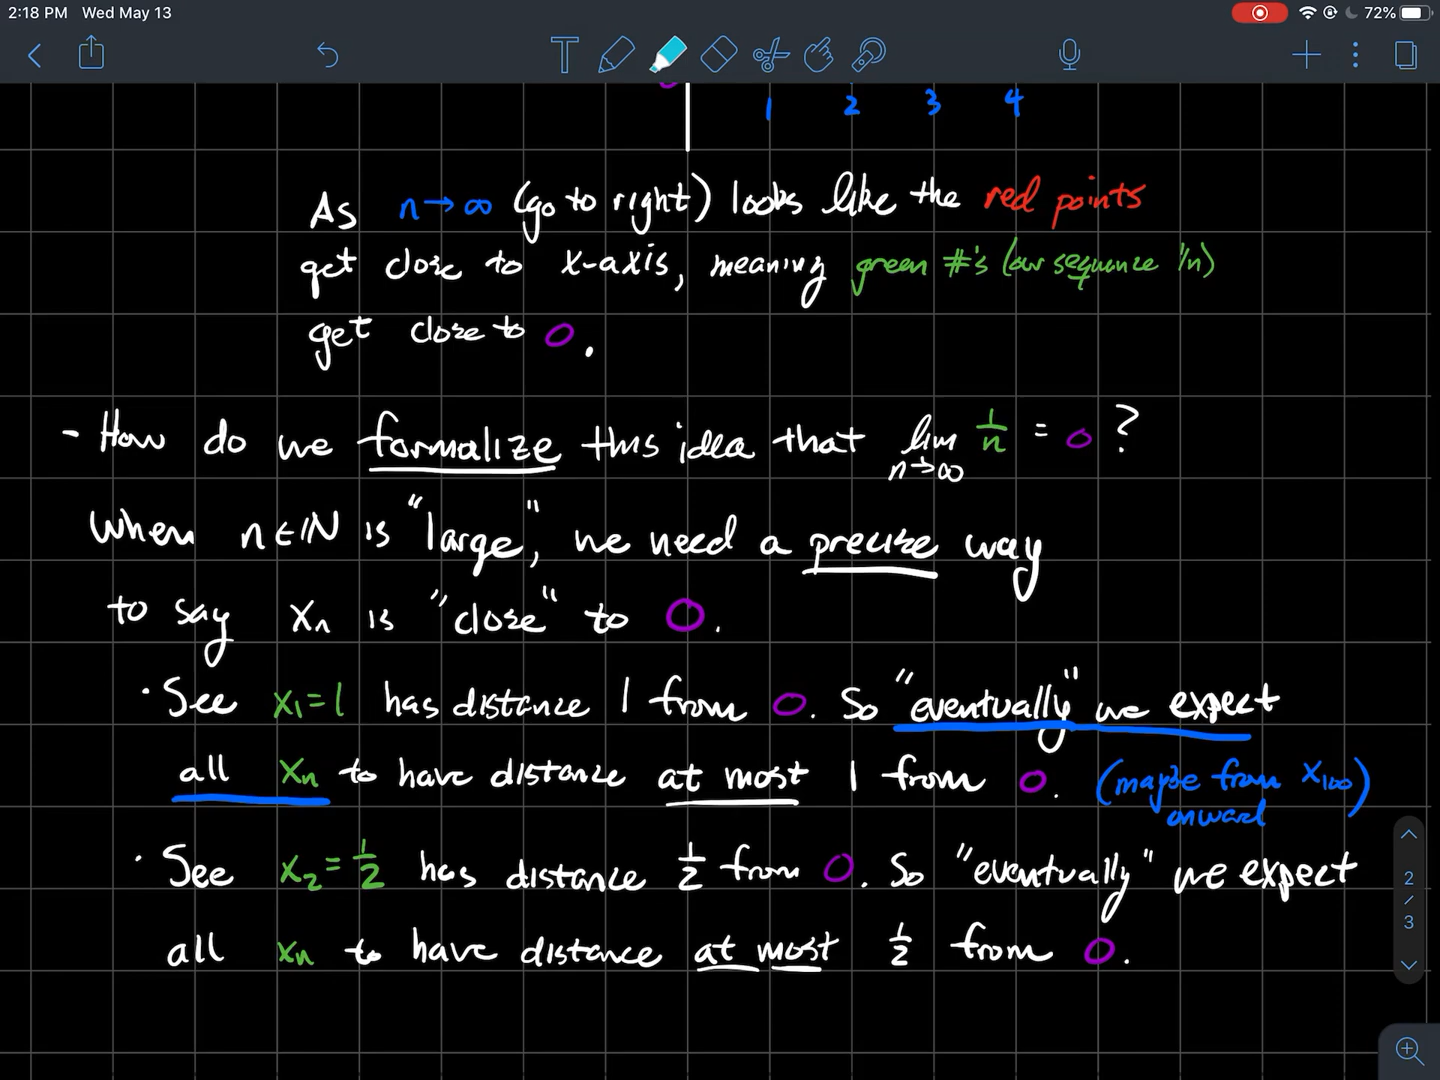 2:18 PM Wed May 13 72%
1 2 3 4
As n→∞ (go to right) looks like the red points
get close to x-axis, meaning green #'s (our sequence 1/n)
get close to 0.
- How do we formalize this idea that lim n→∞ 1/n = 0 ?
When n∈ℕ is "large", we need a precise way
to say xₙ is "close" to 0.
· See x₁=1 has distance 1 from 0. So "eventually" we expect
all xₙ to have distance at most 1 from 0. (maybe from x₁₀₀)
onward
· See x₂=1/2 has distance 1/2 from 0. So "eventually" we expect
all xₙ to have distance at most 1/2 from 0.
2/3